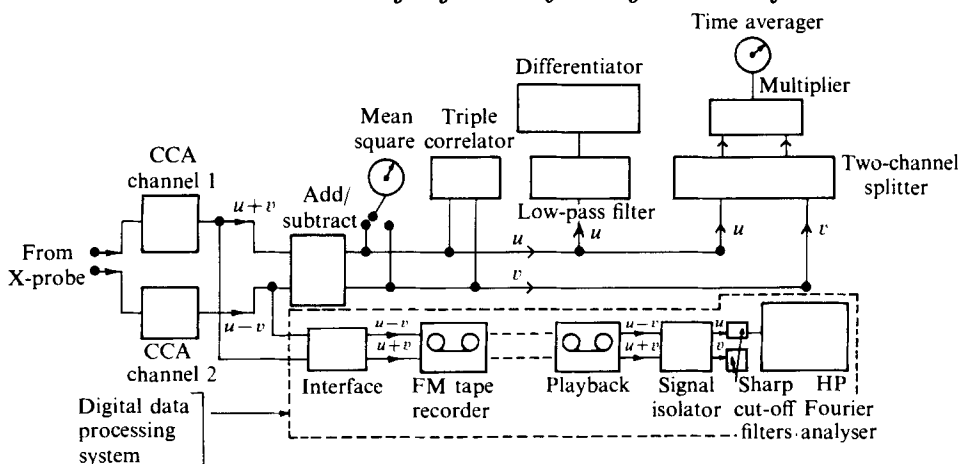 Time averager
Differentiator
Multiplier
Mean
square
Triple
correlator
CCA
channel 1
Add/
subtract
Two-channel
splitter
u+v
Low-pass filter
u
u
u
v
From
X-probe
v
u−v
CCA
channel 2
u−v
u+v
u−v
u+v
u
v
Interface
FM tape
recorder
Playback
Signal
isolator
Sharp
cut-off
filters
HP
Fourier
analyser
Digital data
processing
system